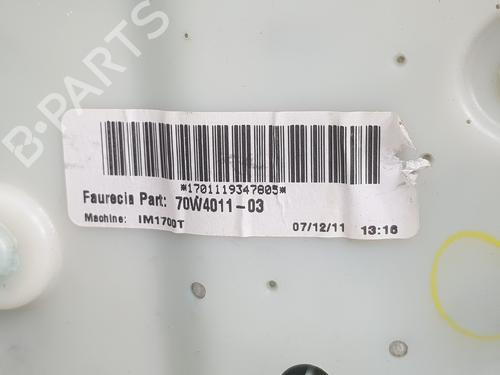 B-PARTS
*1701119347805*
Faurecia Part: 70W4011-03
Machine: IM1700T 07/12/11 13:16